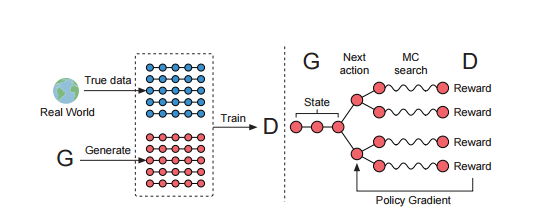 True data
Real World
G
Generate
Train
D
G
Next
action
MC
search
D
State
Reward
Reward
Reward
Reward
Policy Gradient